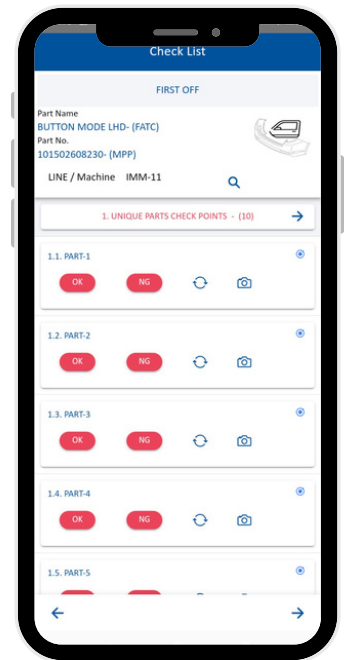 Check List
FIRST OFF
Part Name
BUTTON MODE LHD- (FATC)
Part No.
101502608230- (MPP)
LINE / Machine IMM-11
1. UNIQUE PARTS CHECK POINTS - (10)
1.1. PART-1
OK NG
1.2. PART-2
OK NG
1.3. PART-3
OK NG
1.4. PART-4
OK NG
1.5. PART-5